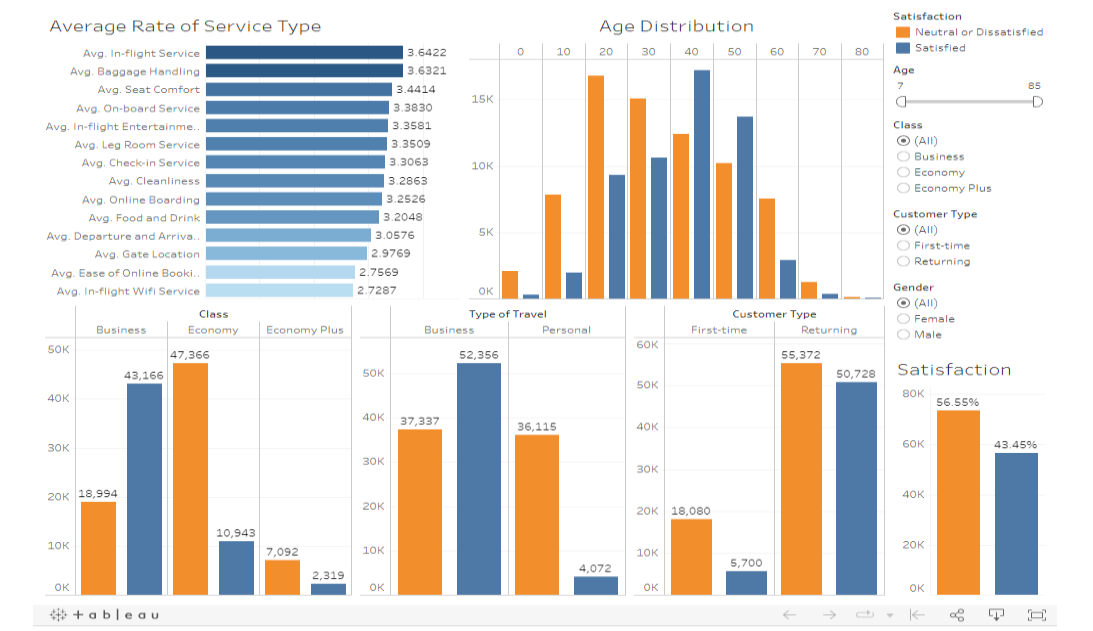 Average Rate of Service Type
Avg. In-flight Service 3.6422
Avg. Baggage Handling 3.6321
Avg. Seat Comfort 3.4414
Avg. On-board Service 3.3830
Avg. In-flight Entertainme.. 3.3581
Avg. Leg Room Service 3.3509
Avg. Check-in Service 3.3063
Avg. Cleanliness 3.2863
Avg. Online Boarding 3.2526
Avg. Food and Drink 3.2048
Avg. Departure and Arriva.. 3.0576
Avg. Gate Location 2.9769
Avg. Ease of Online Booki.. 2.7569
Avg. In-flight Wifi Service 2.7287
Age Distribution
0 10 20 30 40 50 60 70 80
15K
10K
5K
0K
Satisfaction
Neutral or Dissatisfied
Satisfied
Age
7 85
Class
(All)
Business
Economy
Economy Plus
Customer Type
(All)
First-time
Returning
Gender
(All)
Female
Male
Class
Business Economy Economy Plus
50K
40K
30K
20K
10K
0K
18,994 43,166 47,366 10,943 7,092 2,319
Type of Travel
Business Personal
50K
40K
30K
20K
10K
0K
37,337 52,356 36,115 4,072
Customer Type
First-time Returning
60K
50K
40K
30K
20K
10K
0K
18,080 5,700 55,372 50,728
Satisfaction
80K
60K
40K
20K
0K
56.55% 43.45%
+ableau